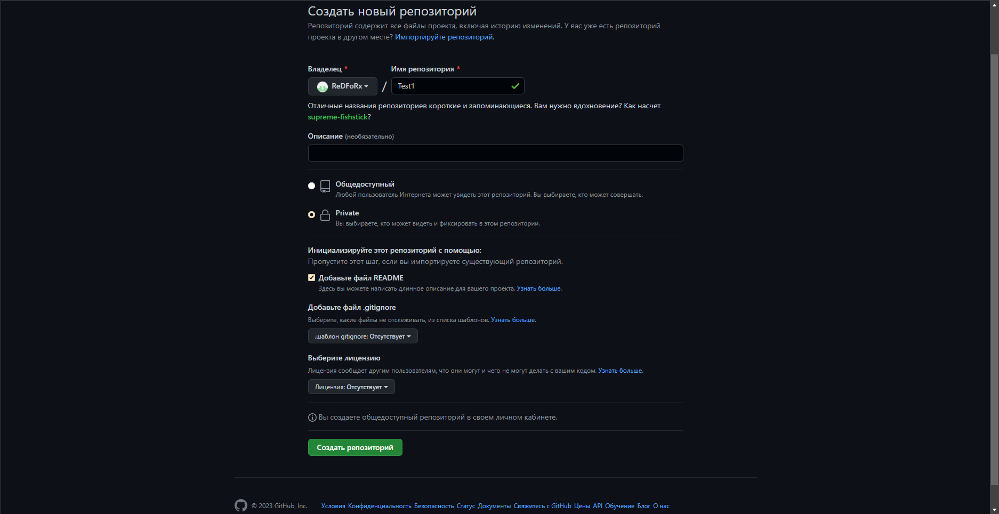 Создать новый репозиторий
Репозиторий содержит все файлы проекта, включая историю изменений. У вас уже есть репозиторий
проекта в другом месте? Импортируйте репозиторий.
Владелец * Имя репозитория *
ReDFoRx / Test1
Отличные названия репозиториев короткие и запоминающиеся. Вам нужно вдохновение? Как насчет
supreme-fishstick?
Описание (необязательно)
Общедоступный
Любой пользователь Интернета может увидеть этот репозиторий. Вы выбираете, кто может совершать.
Private
Вы выбираете, кто может видеть и фиксировать в этом репозитории.
Инициализируйте этот репозиторий с помощью:
Пропустите этот шаг, если вы импортируете существующий репозиторий.
Добавьте файл README
Здесь вы можете написать длинное описание для вашего проекта. Узнать больше.
Добавьте файл .gitignore
Выберите, какие файлы не отслеживать, из списка шаблонов. Узнать больше.
.шаблон gitignore: Отсутствует
Выберите лицензию
Лицензия сообщает другим пользователям, что они могут и чего не могут делать с вашим кодом. Узнать больше.
Лицензия: Отсутствует
Вы создаете общедоступный репозиторий в своем личном кабинете.
Создать репозиторий
© 2023 GitHub, Inc. Условия Конфиденциальность Безопасность Статус Документы Свяжитесь с GitHub Цены API Обучение Блог О нас